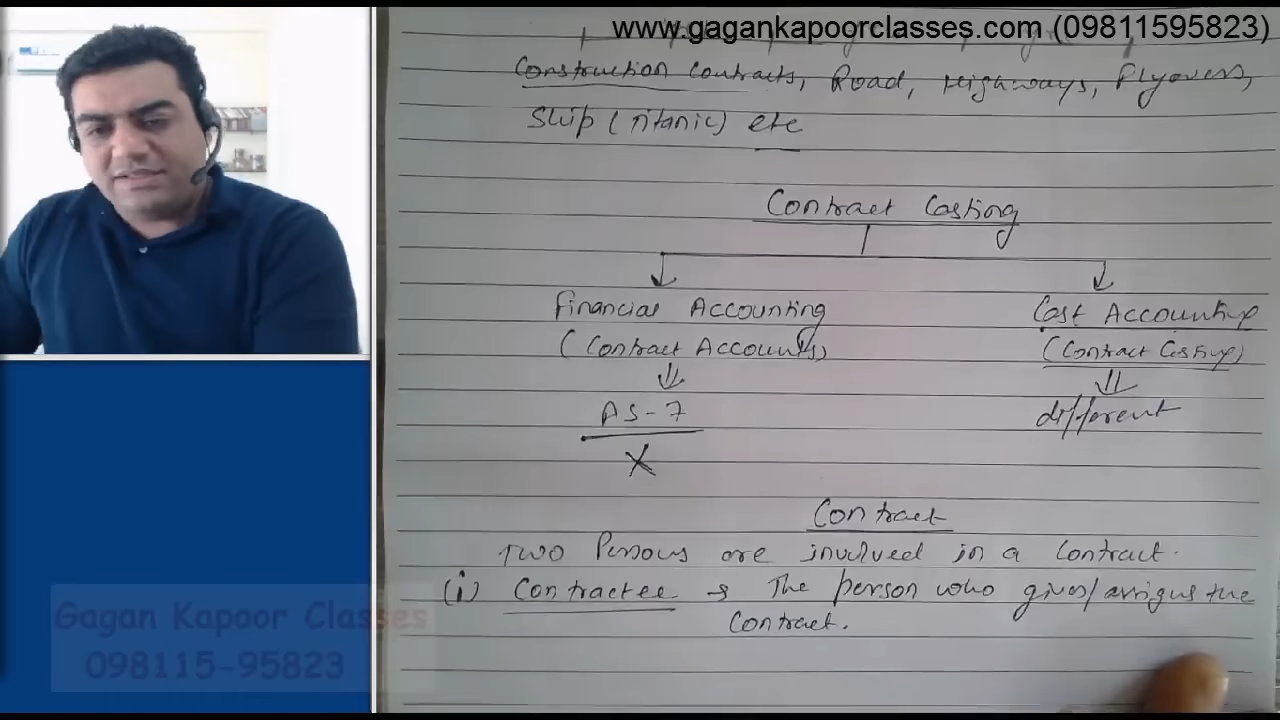 www.gagankapoorclasses.com (09811595823)
Construction Contracts, Road, Highways, Flyovers,
Ship (Titanic) etc
Contract Costing
Financial Accounting
Cost Accounting
(Contract Accounts)
(Contract Costing)
AS-7
different
X
Contract
Two Persons are involved in a Contract.
(i) Contractee → The person who gives/assigns the
Contract.
Gagan Kapoor Classes
098115-95823